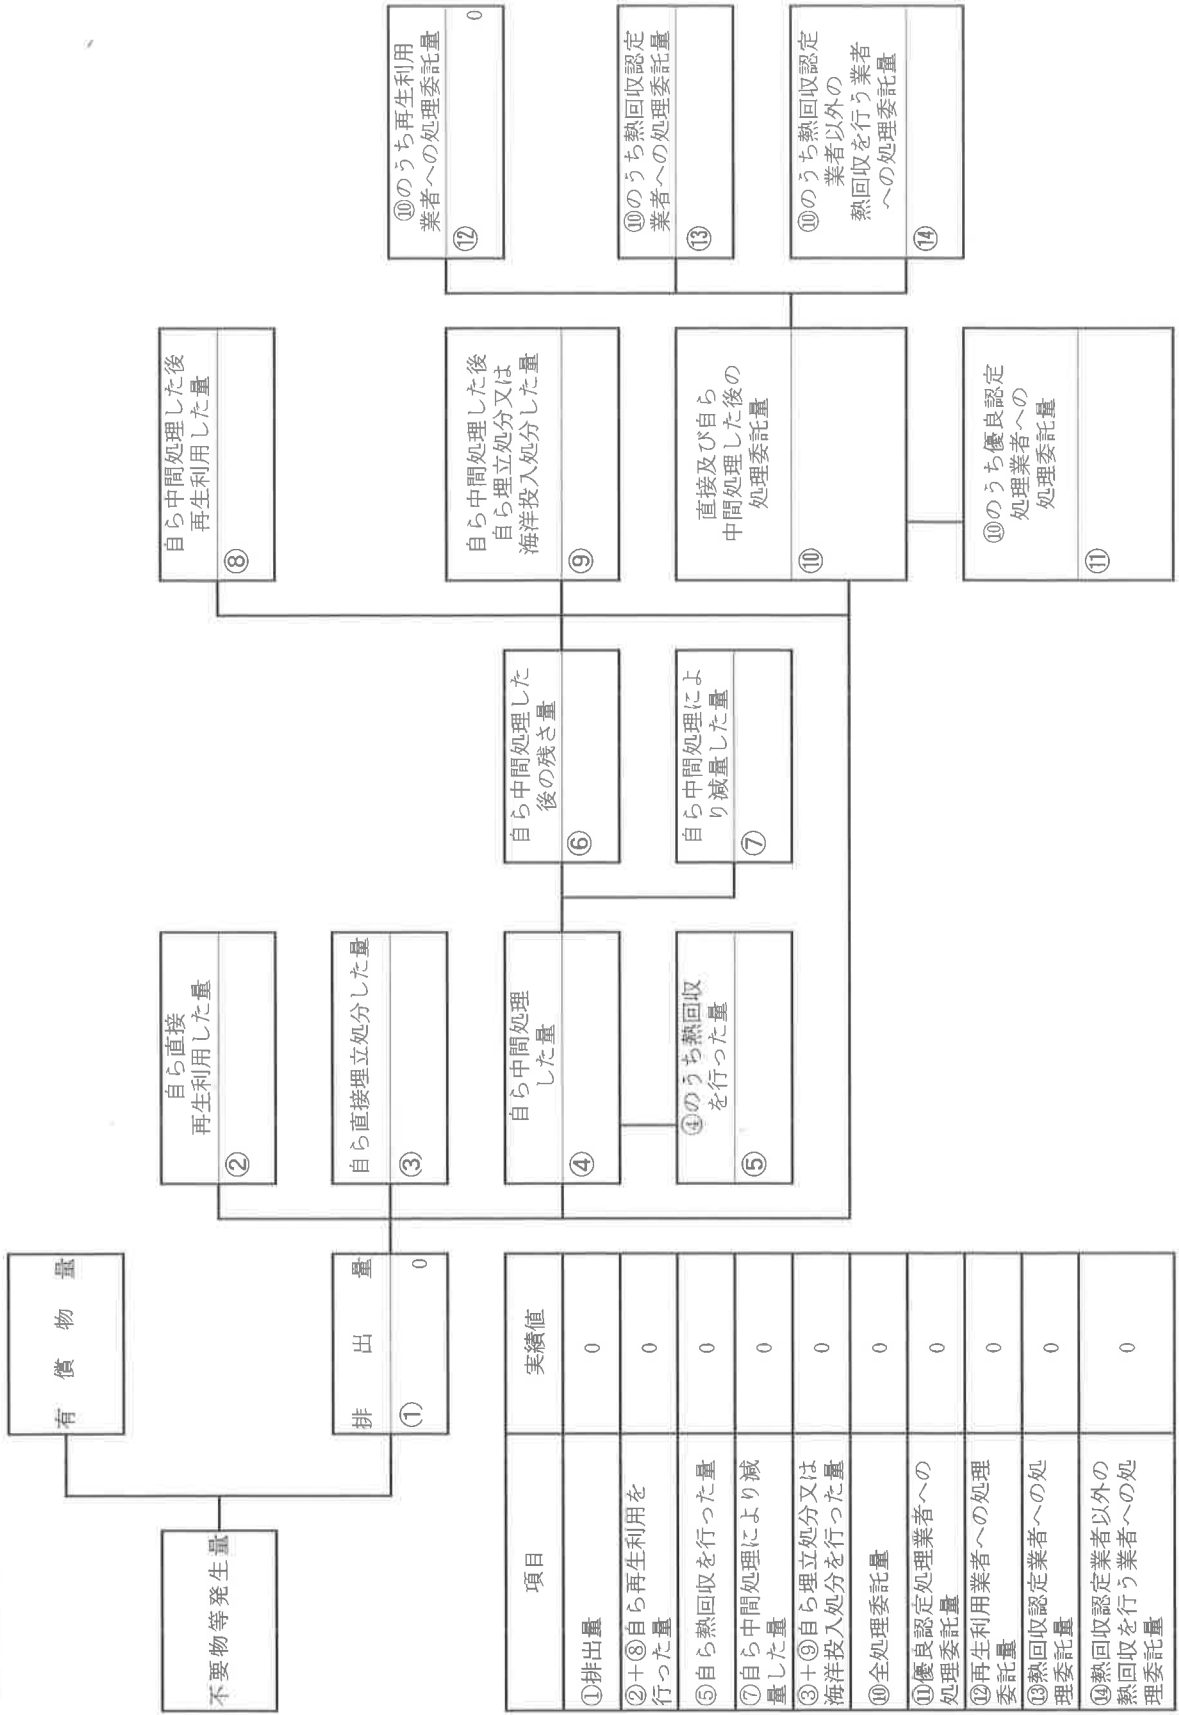 不要物等発生量
有償物量
排出量
①
0
自ら直接
再生利用した量
②
自ら直接埋立処分した量
③
自ら中間処理
した量
④
④のうち熱回収
を行った量
⑤
自ら中間処理した
後の残さ量
⑥
自ら中間処理によ
り減量した量
⑦
自ら中間処理した後
再生利用した量
⑧
自ら中間処理した後
自ら埋立処分又は
海洋投入処分した量
⑨
直接及び自ら
中間処理した後の
処理委託量
⑩
⑩のうち優良認定
処理業者への
処理委託量
⑪
⑩のうち再生利用
業者への処理委託量
⑫
0
⑩のうち熱回収認定
業者への処理委託量
⑬
⑩のうち熱回収認定
業者以外の
熱回収を行う業者
への処理委託量
⑭
項目 実績値
①排出量 0
②+⑧自ら再生利用を
行った量 0
⑤自ら熱回収を行った量 0
⑦自ら中間処理により減
量した量 0
③+⑨自ら埋立処分又は
海洋投入処分を行った量 0
⑩全処理委託量 0
⑪優良認定処理業者への
処理委託量 0
⑫再生利用業者への処理
委託量 0
⑬熱回収認定業者への処
理委託量 0
⑭熱回収認定業者以外の
熱回収を行う業者への処
理委託量 0